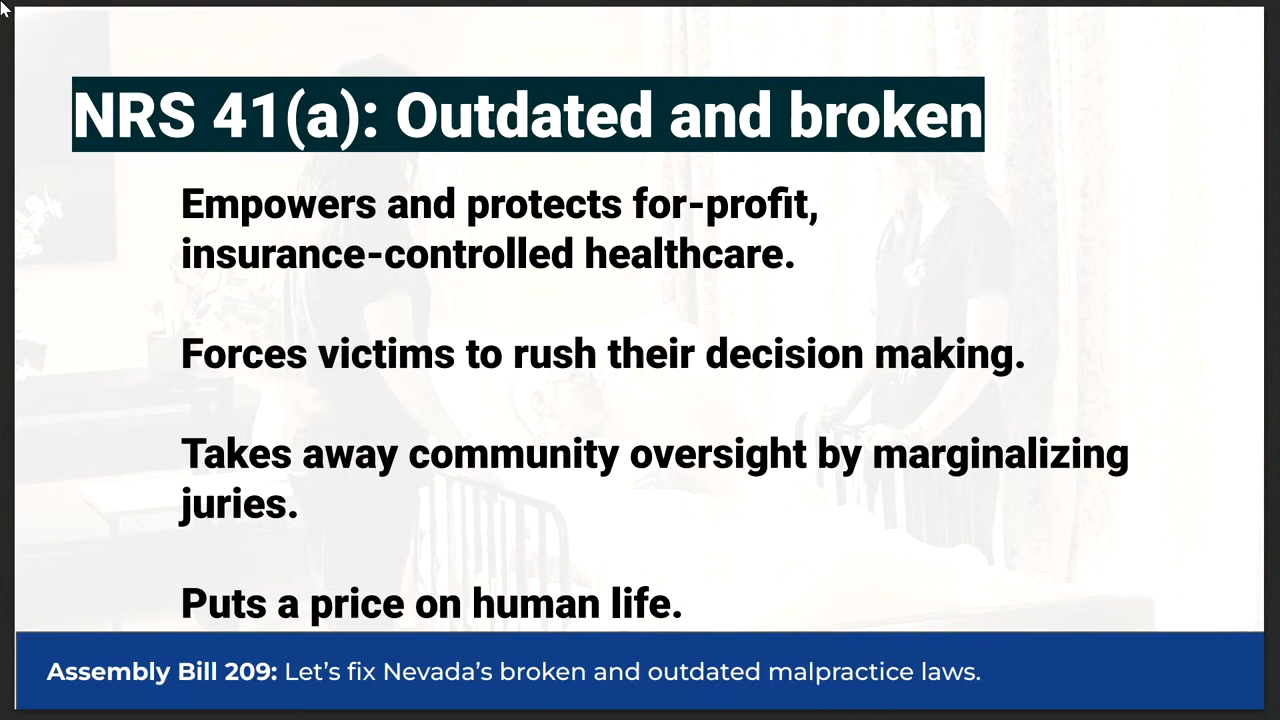 NRS 41(a): Outdated and broken
Empowers and protects for-profit,
insurance-controlled healthcare.
Forces victims to rush their decision making.
Takes away community oversight by marginalizing
juries.
Puts a price on human life.
Assembly Bill 209: Let’s fix Nevada’s broken and outdated malpractice laws.